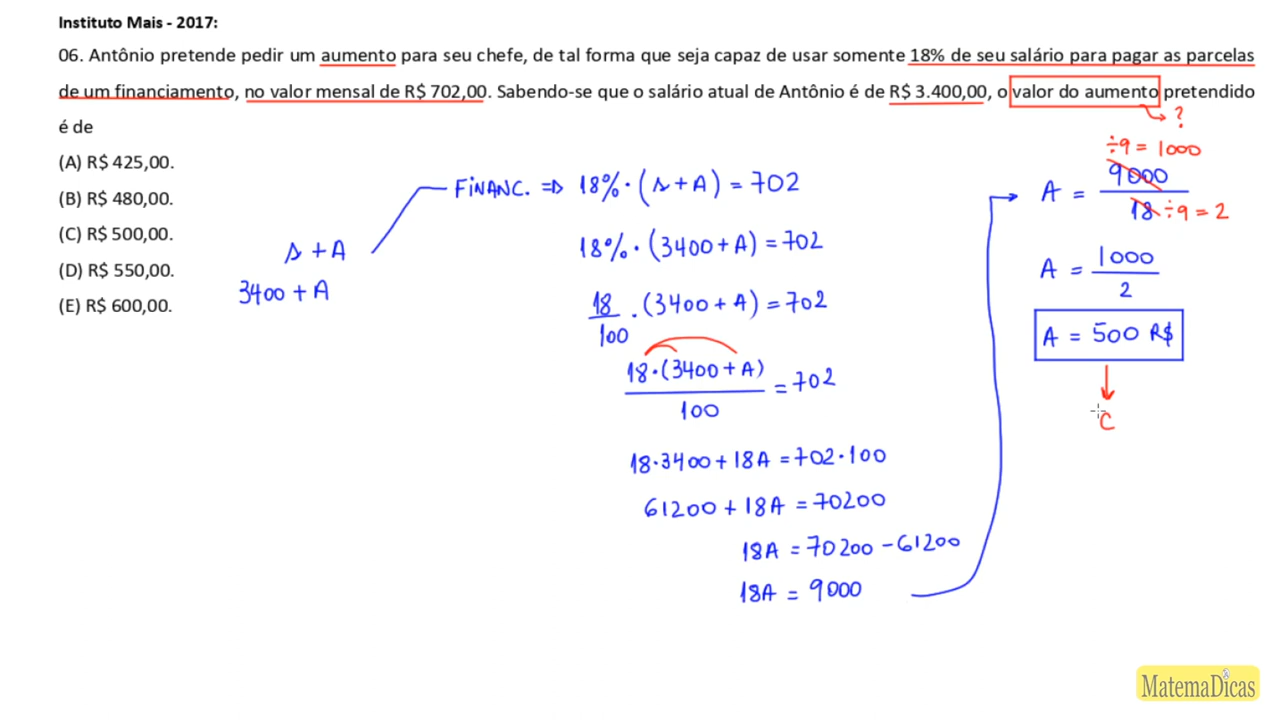 Instituto Mais - 2017:
06. Antônio pretende pedir um aumento para seu chefe, de tal forma que seja capaz de usar somente 18% de seu salário para pagar as parcelas
de um financiamento, no valor mensal de R$ 702,00. Sabendo-se que o salário atual de Antônio é de R$ 3.400,00, o valor do aumento pretendido
é de
(A) R$ 425,00.
(B) R$ 480,00.
(C) R$ 500,00.
(D) R$ 550,00.
(E) R$ 600,00.
s + A
3400 + A
FINANC. ⇒ 18% · (s + A) = 702
18% · (3400 + A) = 702
18/100 · (3400 + A) = 702
18 · (3400 + A)/100 = 702
18 · 3400 + 18A = 702 · 100
61200 + 18A = 70200
18A = 70200 - 61200
18A = 9000
?
÷9 = 1000
A = 9000/18
÷9 = 2
A = 1000/2
A = 500 R$
C
MatemaDicas